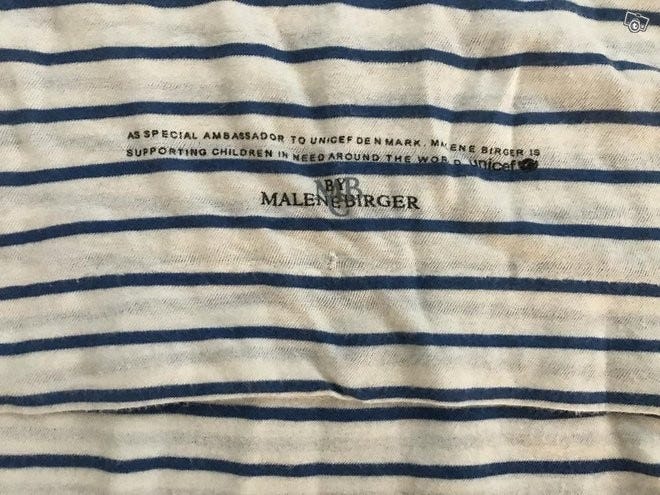 AS SPECIAL AMBASSADOR TO UNICEF DENMARK, MALENE BIRGER IS
SUPPORTING CHILDREN IN NEED AROUND THE WORLD. unicef
BY
MALENE BIRGER